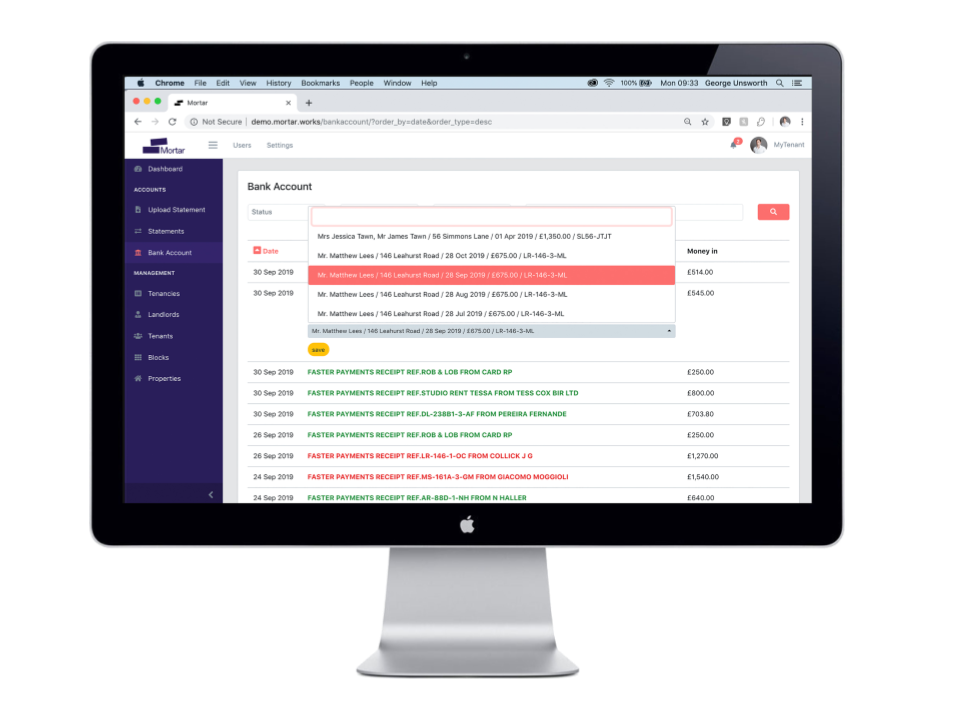 Chrome File Edit View History Bookmarks People Window Help 100% Mon 09:33 George Unsworth
Mortar
Not Secure | demo.mortar.works/bankaccount/?order_by=date&order_type=desc
Mortar Users Settings MyTenant
Dashboard
ACCOUNTS
Upload Statement
Statements
Bank Account
MANAGEMENT
Tenancies
Landlords
Tenants
Blocks
Properties
Bank Account
Status
Mrs Jessica Tawn, Mr James Tawn / 56 Simmons Lane / 01 Apr 2019 / £1,350.00 / SL56-JTJT
Mr. Matthew Lees / 146 Leahurst Road / 28 Oct 2019 / £675.00 / LR-146-3-ML
Mr. Matthew Lees / 146 Leahurst Road / 28 Sep 2019 / £675.00 / LR-146-3-ML
Mr. Matthew Lees / 146 Leahurst Road / 28 Aug 2019 / £675.00 / LR-146-3-ML
Mr. Matthew Lees / 146 Leahurst Road / 28 Jul 2019 / £675.00 / LR-146-3-ML
Mr. Matthew Lees / 146 Leahurst Road / 28 Sep 2019 / £675.00 / LR-146-3-ML
save
Date Money in
30 Sep 2019 £514.00
30 Sep 2019 £545.00
30 Sep 2019 FASTER PAYMENTS RECEIPT REF.ROB & LOB FROM CARD RP £250.00
30 Sep 2019 FASTER PAYMENTS RECEIPT REF.STUDIO RENT TESSA FROM TESS COX BIR LTD £800.00
30 Sep 2019 FASTER PAYMENTS RECEIPT REF.DL-238B1-3-AF FROM PEREIRA FERNANDE £703.80
26 Sep 2019 FASTER PAYMENTS RECEIPT REF.ROB & LOB FROM CARD RP £250.00
26 Sep 2019 FASTER PAYMENTS RECEIPT REF.LR-146-1-OC FROM COLLICK J G £1,270.00
24 Sep 2019 FASTER PAYMENTS RECEIPT REF.MS-161A-3-GM FROM GIACOMO MOGGIOLI £1,540.00
24 Sep 2019 FASTER PAYMENTS RECEIPT REF.AR-88D-1-NH FROM N HALLER £640.00